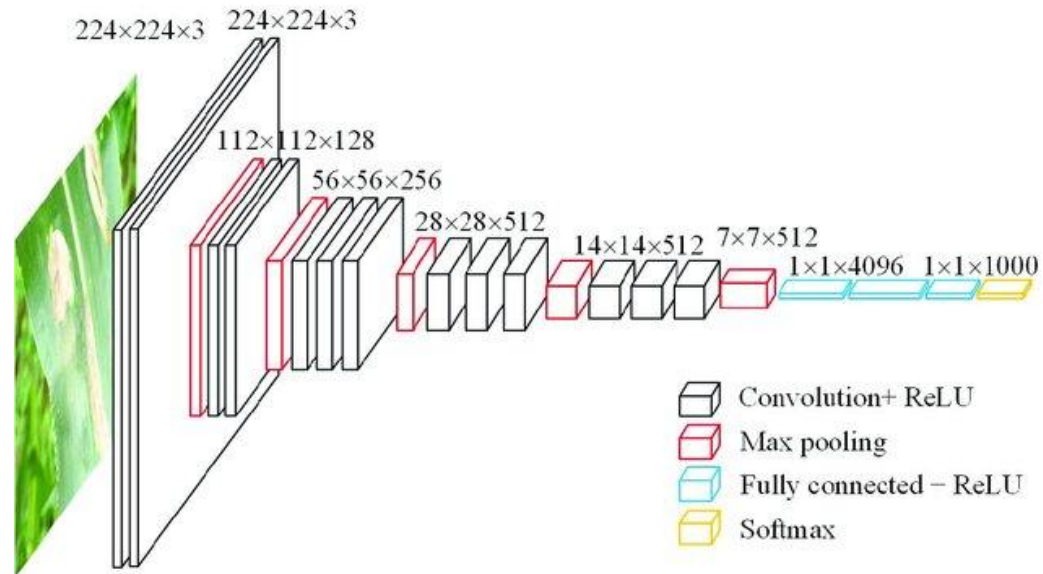 224×224×3
224×224×3
112×112×128
56×56×256
28×28×512
14×14×512
7×7×512
1×1×4096
1×1×1000
Convolution+ ReLU
Max pooling
Fully connected − ReLU
Softmax